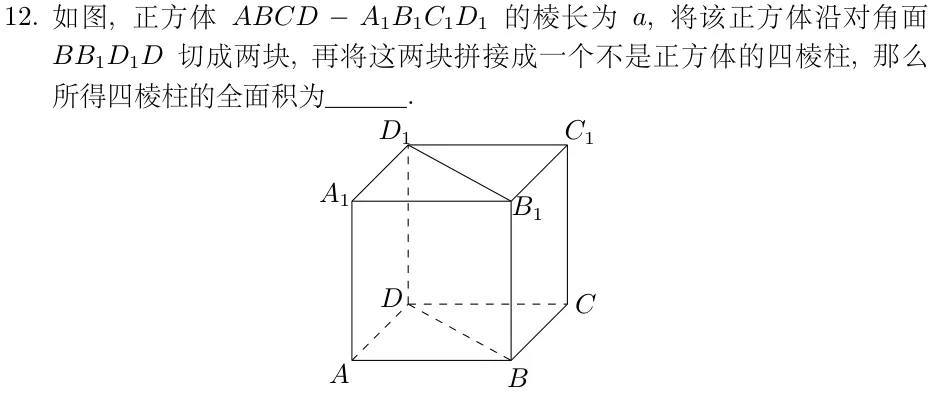 12. 如图, 正方体 ABCD − A₁B₁C₁D₁ 的棱长为 a, 将该正方体沿对角面
BB₁D₁D 切成两块, 再将这两块拼接成一个不是正方体的四棱柱, 那么
所得四棱柱的全面积为______.
D₁ C₁
A₁ B₁
D C
A B